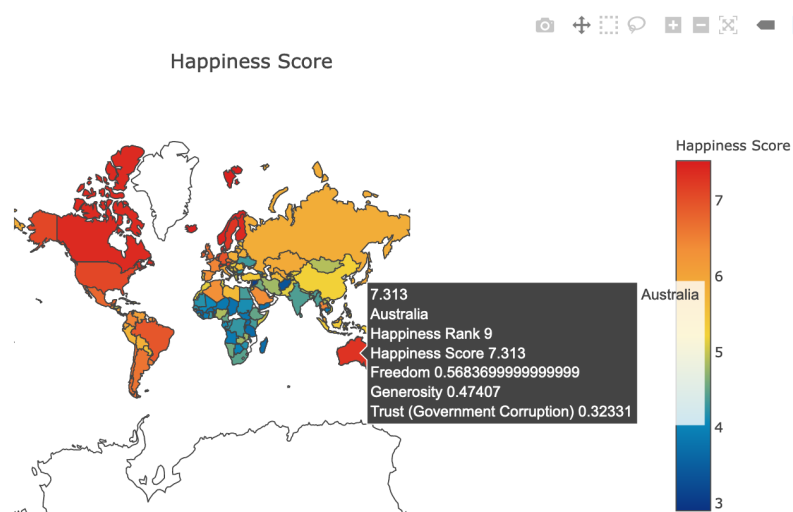 Happiness Score
Happiness Score
7
6
5
4
3
7.313
Australia
Happiness Rank 9
Happiness Score 7.313
Freedom 0.5683699999999999
Generosity 0.47407
Trust (Government Corruption) 0.32331
Australia